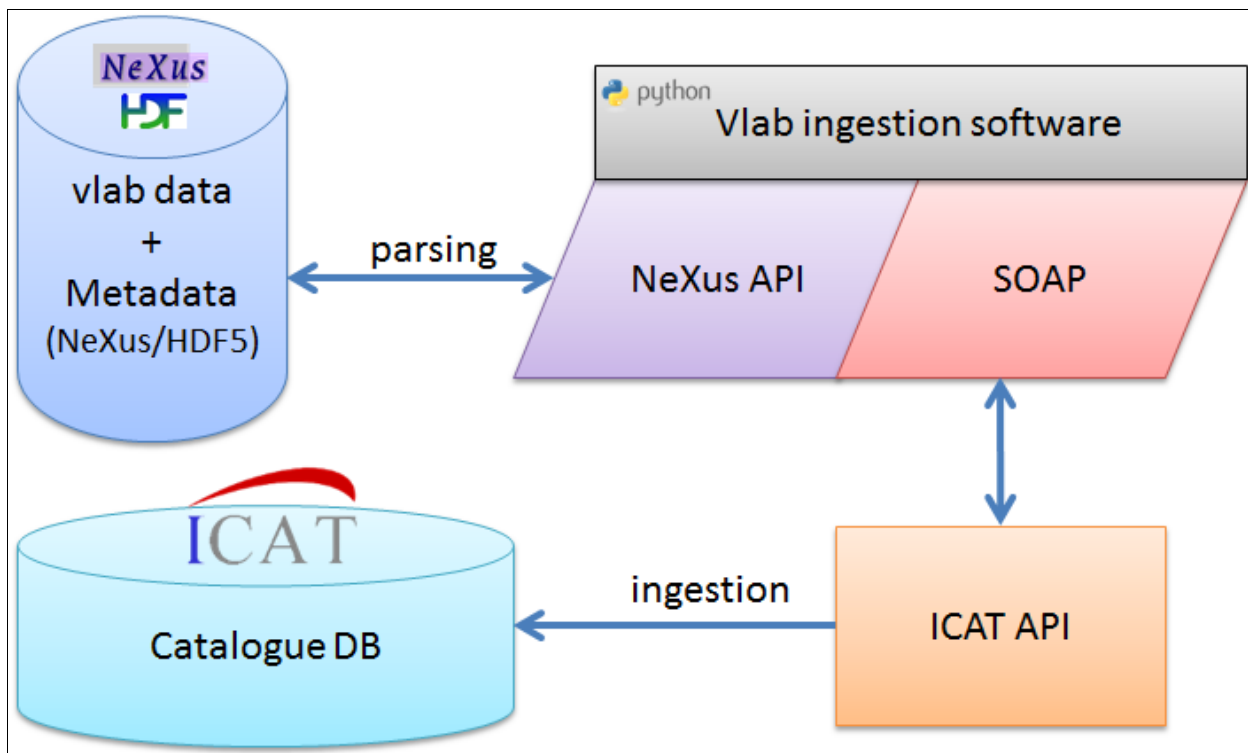 NeXus
HDF
vlab data
+
Metadata
(NeXus/HDF5)
parsing
python
Vlab ingestion software
NeXus API
SOAP
ICAT
Catalogue DB
ingestion
ICAT API